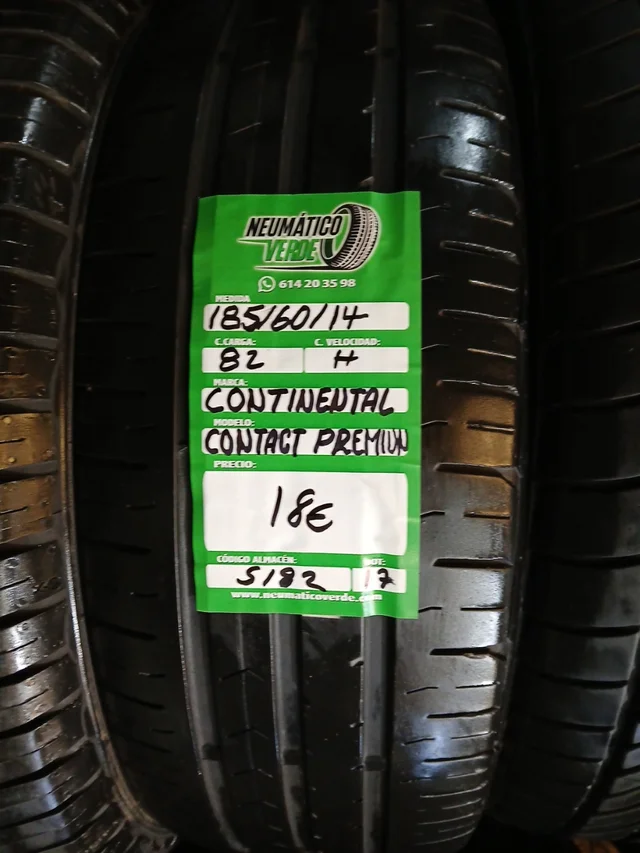 NEUMÁTICO
VERDE
614 20 35 98
MEDIDA
185/60/14
C.CARGA: C. VELOCIDAD:
82 H
MARCA:
CONTINENTAL
MODELO:
CONTACT PREMIUM
PRECIO:
18€
CÓDIGO ALMACÉN: DOT:
5182 17
www.neumaticoverde.com